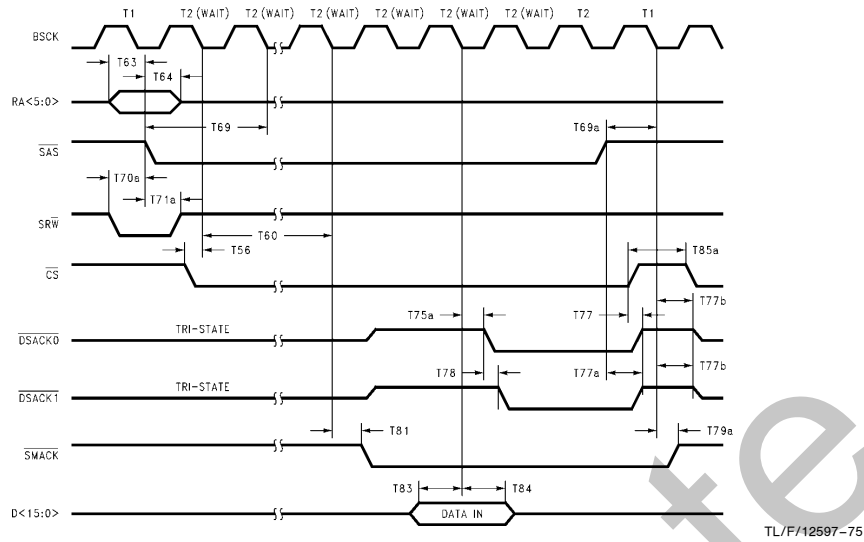 T1 T2 (WAIT) T2 (WAIT) T2 (WAIT) T2 (WAIT) T2 (WAIT) T2 (WAIT) T2 T1
BSCK
T63
T64
RA<5:0>
T69
T69a
SAS
T70a
T71a
SRW
T60
T56
T85a
CS
T77b
T75a
T77
TRI-STATE
DSACK0
T77b
T78
T77a
TRI-STATE
DSACK1
T81
T79a
SMACK
T83
T84
D<15:0>
DATA IN
TL/F/12597–75